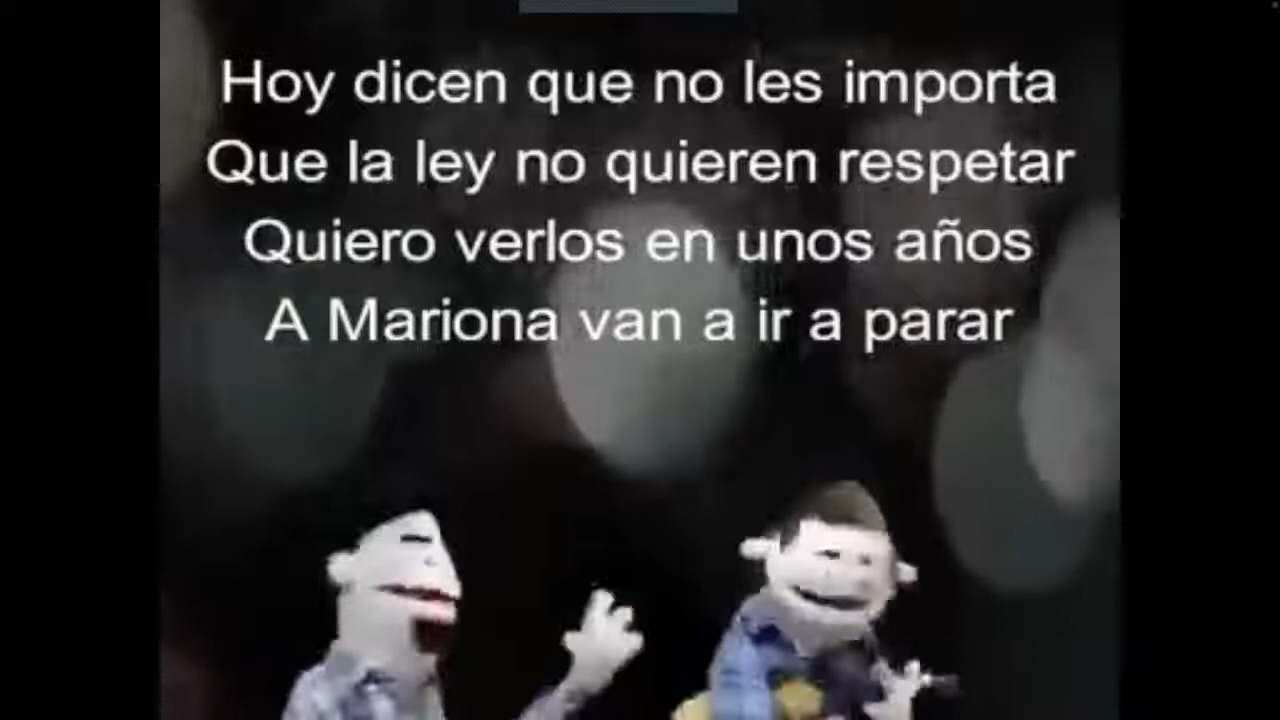 Hoy dicen que no les importa
Que la ley no quieren respetar
Quiero verlos en unos años
A Mariona van a ir a parar